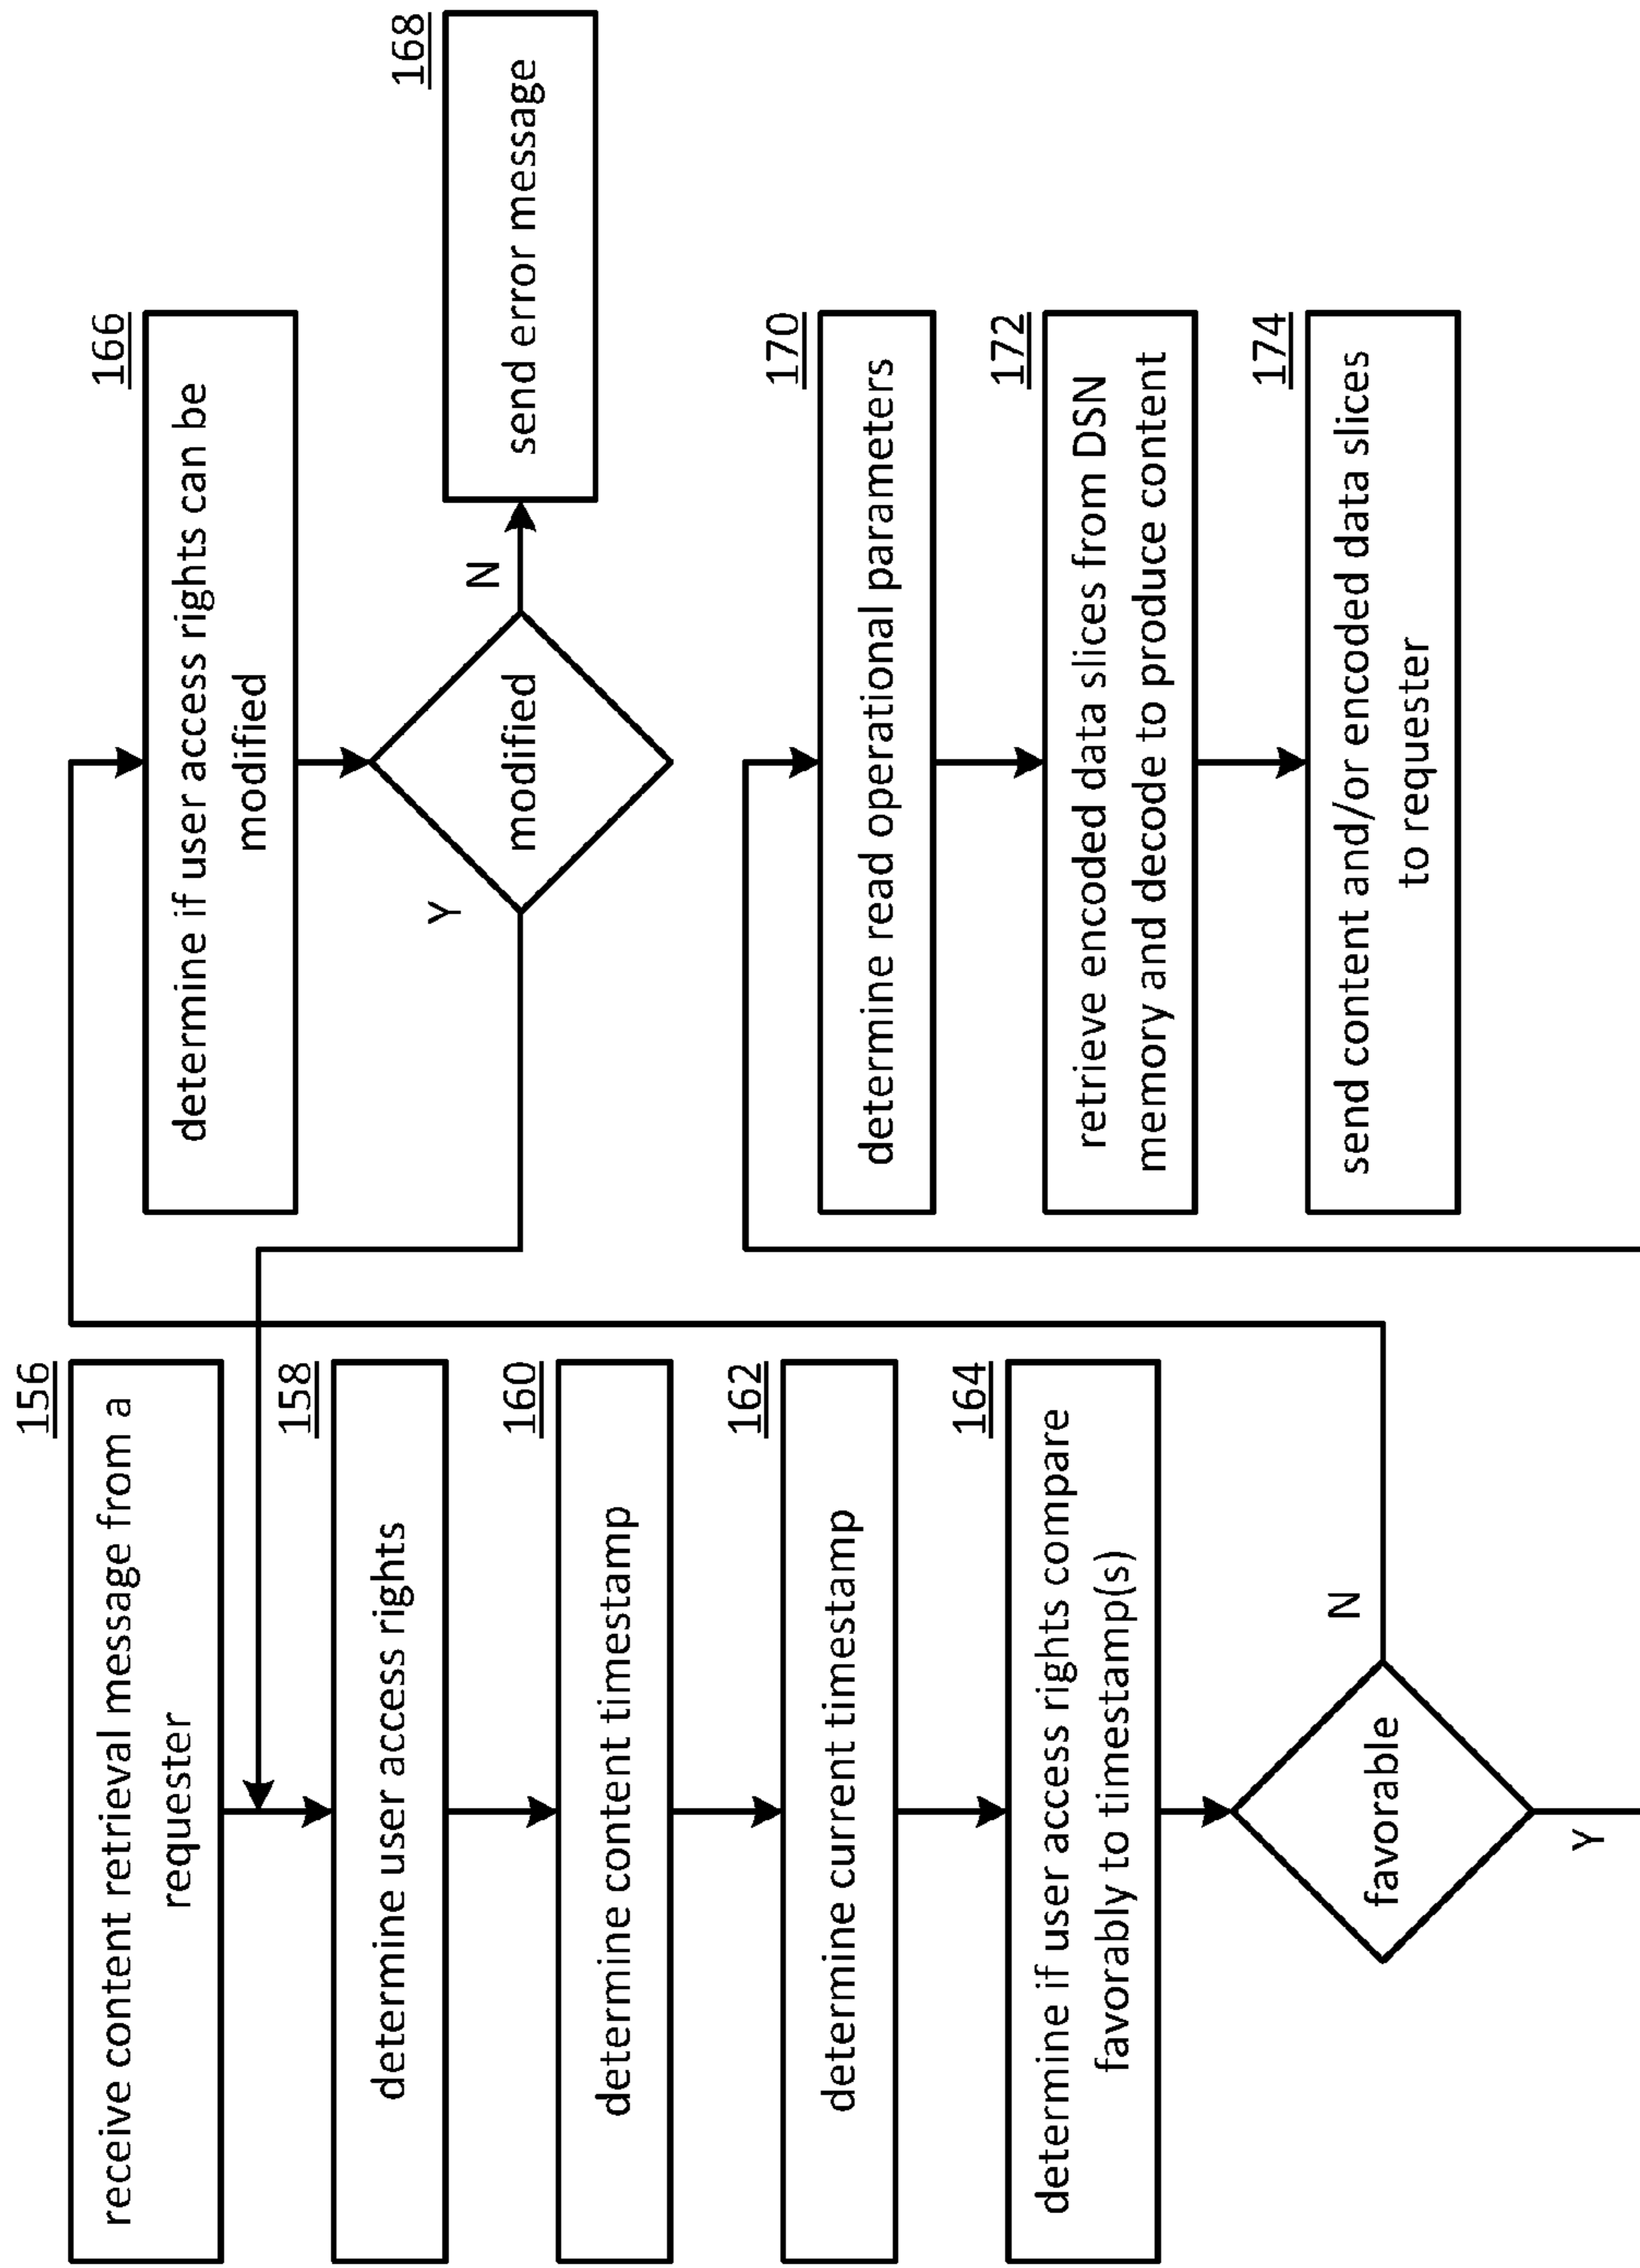 156
receive content retrieval message from a
requester
158
determine user access rights
160
determine content timestamp
162
determine current timestamp
164
determine if user access rights compare
favorably to timestamp(s)
favorable
N
Y
166
determine if user access rights can be
modified
modified
Y
N
168
send error message
170
determine read operational parameters
172
retrieve encoded data slices from DSN
memory and decode to produce content
174
send content and/or encoded data slices
to requester